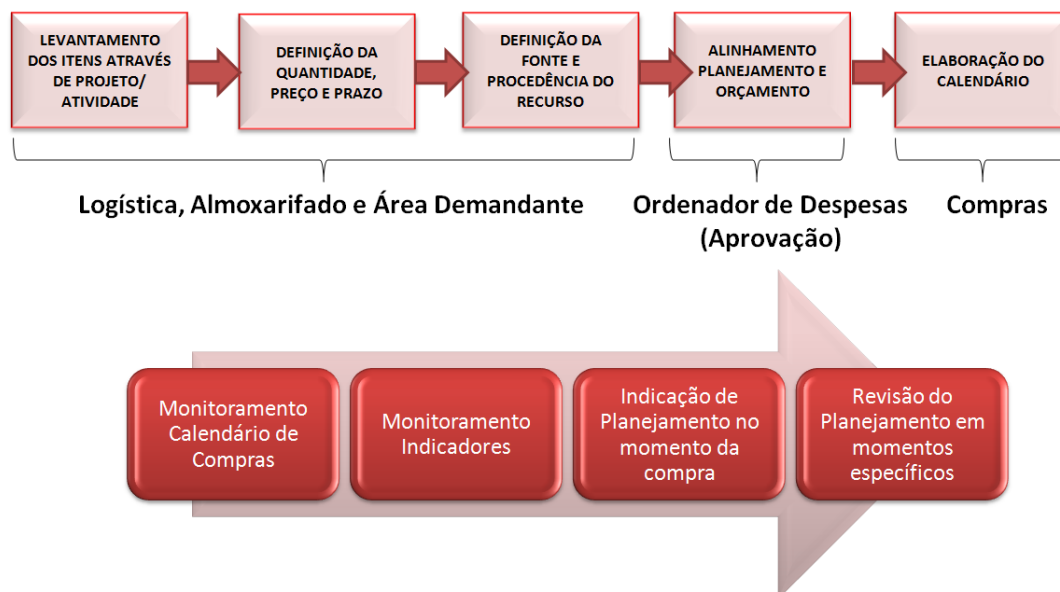 LEVANTAMENTO
DOS ITENS ATRAVÉS
DE PROJETO/
ATIVIDADE
DEFINIÇÃO DA
QUANTIDADE,
PREÇO E PRAZO
DEFINIÇÃO DA
FONTE E
PROCEDÊNCIA DO
RECURSO
ALINHAMENTO
PLANEJAMENTO E
ORÇAMENTO
ELABORAÇÃO DO
CALENDÁRIO
Logística, Almoxarifado e Área Demandante
Ordenador de Despesas
(Aprovação)
Compras
Monitoramento
Calendário de
Compras
Monitoramento
Indicadores
Indicação de
Planejamento no
momento da
compra
Revisão do
Planejamento em
momentos
específicos